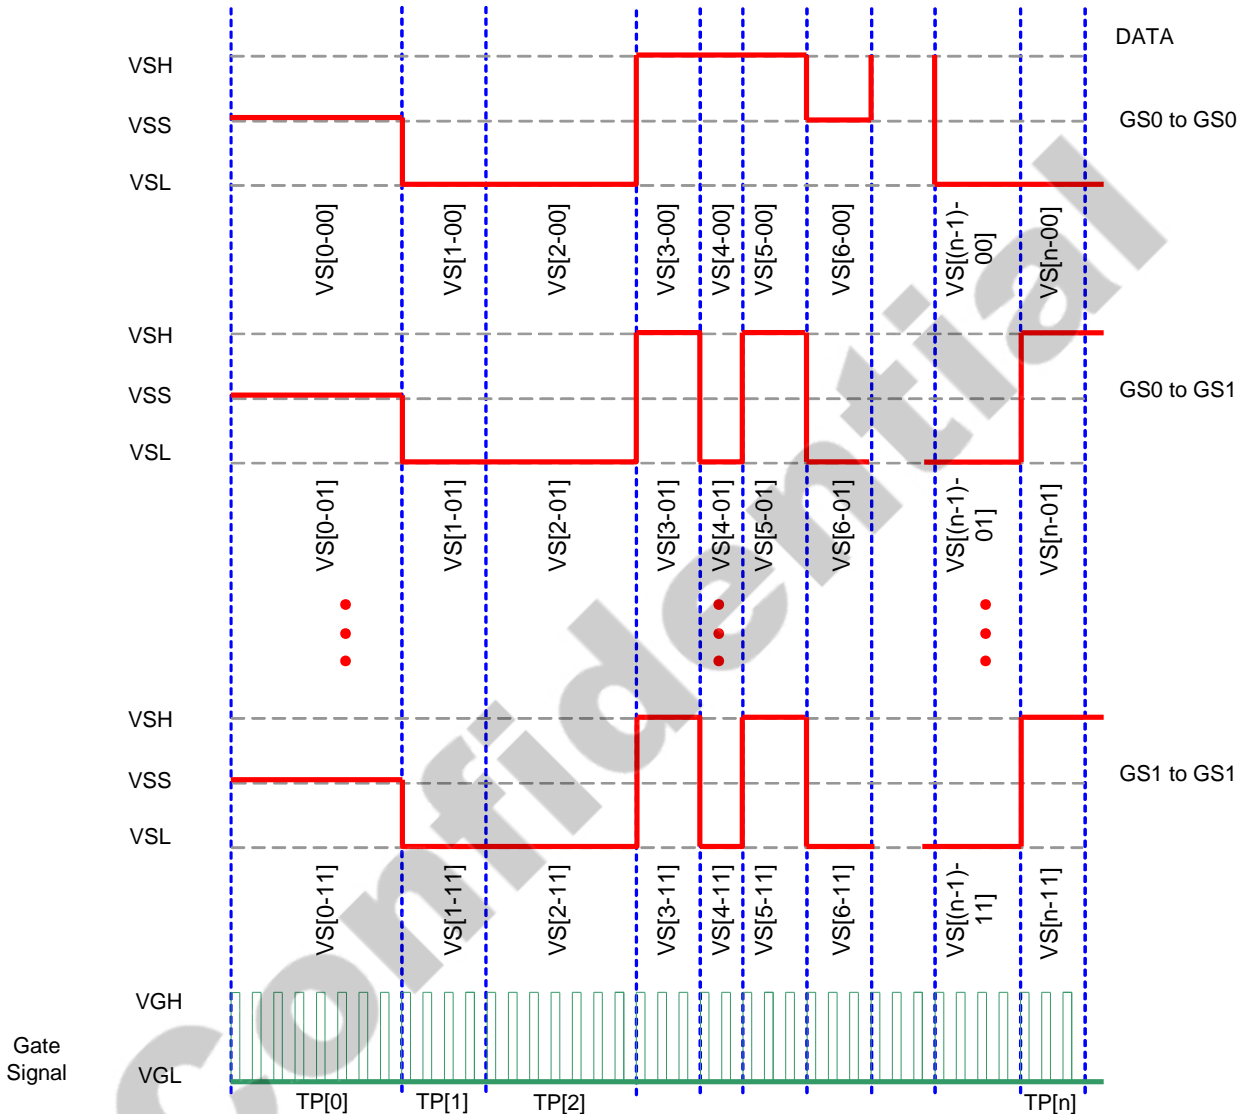 DATA
VSH
VSS
GS0 to GS0
VSL
VS[0-00]
VS[1-00]
VS[2-00]
VS[3-00]
VS[4-00]
VS[5-00]
VS[6-00]
VS[(n-1)-
00]
VS[n-00]
VSH
VSS
GS0 to GS1
VSL
VS[0-01]
VS[1-01]
VS[2-01]
VS[3-01]
VS[4-01]
VS[5-01]
VS[6-01]
VS[(n-1)-
01]
VS[n-01]
VSH
VSS
GS1 to GS1
VSL
VS[0-11]
VS[1-11]
VS[2-11]
VS[3-11]
VS[4-11]
VS[5-11]
VS[6-11]
VS[(n-1)-
11]
VS[n-11]
VGH
Gate
Signal
VGL
TP[0]
TP[1]
TP[2]
TP[n]
Confidential